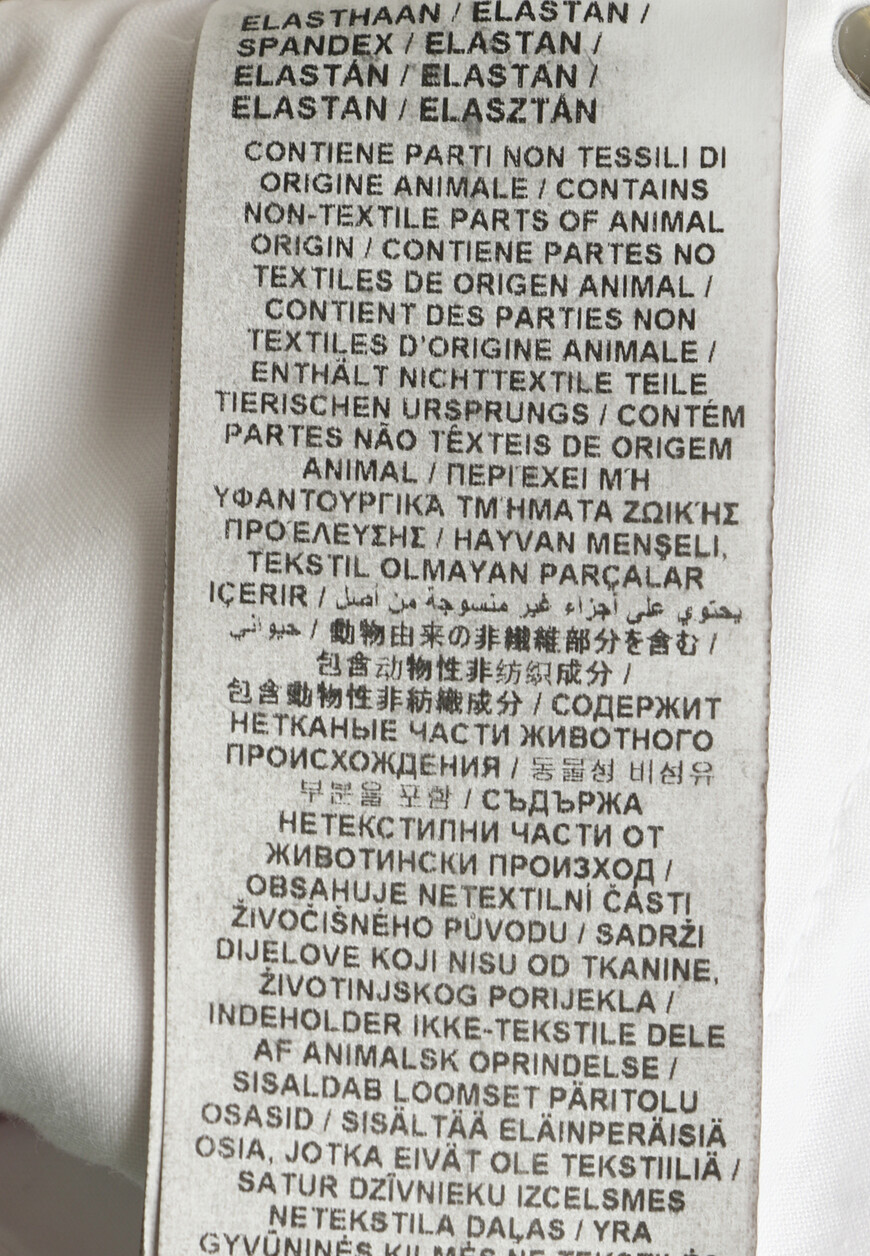 ELASTHAAN / ELASTAN /
SPANDEX / ELASTAN /
ELASTÁN / ELASTAN /
ELASTAN / ELASZTÁN
CONTIENE PARTI NON TESSILI DI
ORIGINE ANIMALE / CONTAINS
NON-TEXTILE PARTS OF ANIMAL
ORIGIN / CONTIENE PARTES NO
TEXTILES DE ORIGEN ANIMAL /
CONTIENT DES PARTIES NON
TEXTILES D'ORIGINE ANIMALE /
ENTHÄLT NICHTTEXTILE TEILE
TIERISCHEN URSPRUNGS / CONTÉM
PARTES NÃO TÊXTEIS DE ORIGEM
ANIMAL / ΠΕΡΙΈΧΕΙ ΜΉ
ΥΦΑΝΤΟΥΡΓΙΚΆ ΤΜΉΜΑΤΑ ΖΩΙΚΉΣ
ΠΡΟΈΛΕΥΣΗΣ / HAYVAN MENŞELI,
TEKSTIL OLMAYAN PARÇALAR
IÇERIR / يحتوي على أجزاء غير منسوجة من أصل
حيواني / 動物由来の非繊維部分を含む /
包含动物性非纺织成分 /
包含動物性非紡織成分 / СОДЕРЖИТ
НЕТКАНЫЕ ЧАСТИ ЖИВОТНОГО
ПРОИСХОЖДЕНИЯ / 동물성 비섬유
부분을 포함 / СЪДЪРЖА
НЕТЕКСТИЛНИ ЧАСТИ ОТ
ЖИВОТИНСКИ ПРОИЗХОД /
OBSAHUJE NETEXTILNÍ ČÁSTI
ŽIVOČIŠNÉHO PŮVODU / SADRŽI
DIJELOVE KOJI NISU OD TKANINE,
ŽIVOTINJSKOG PORIJEKLA /
INDEHOLDER IKKE-TEKSTILE DELE
AF ANIMALSK OPRINDELSE /
SISALDAB LOOMSET PÄRITOLU
OSASID / SISÄLTÄÄ ELÄINPERÄISIÄ
OSIA, JOTKA EIVÄT OLE TEKSTIILIÄ /
SATUR DZĪVNIEKU IZCELSMES
NETEKSTILA DAĻAS / YRA
GYVŪNINĖS KILMĖS NE